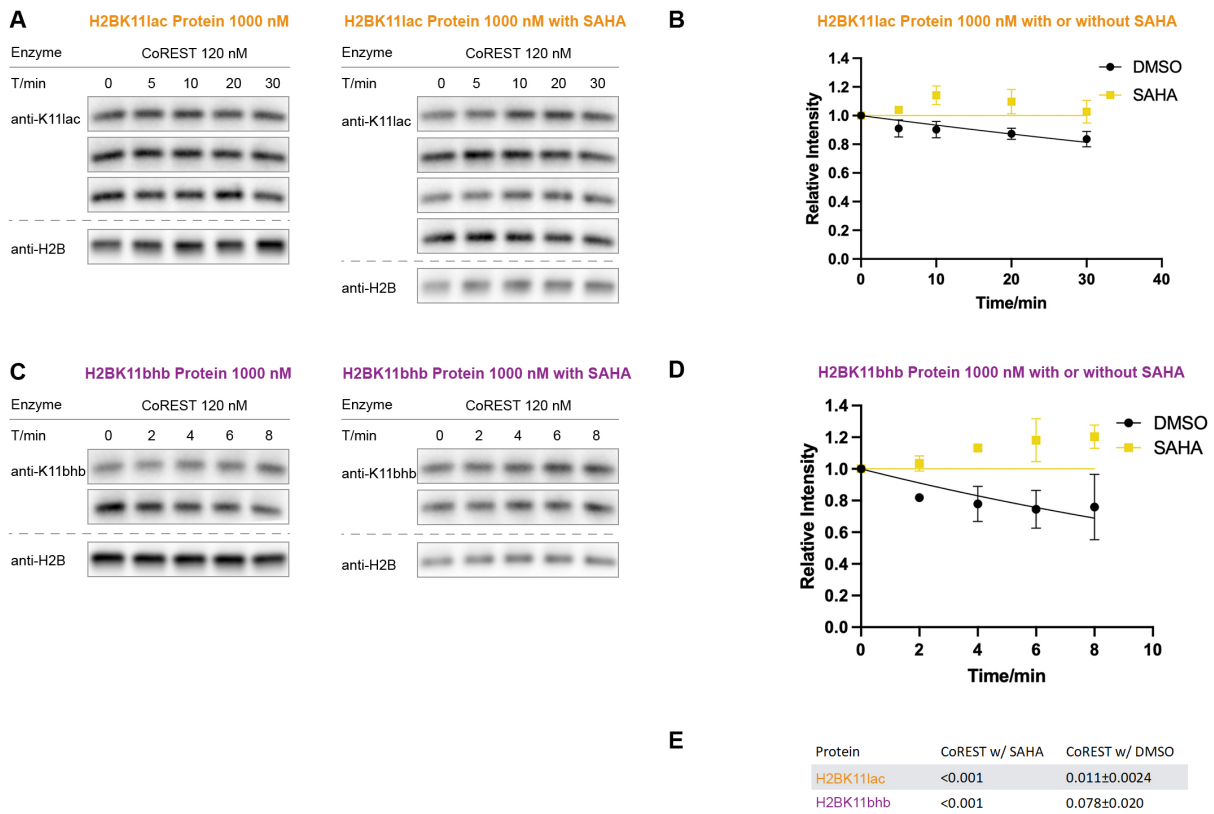 A
H2BK11lac Protein 1000 nM
Enzyme
CoREST 120 nM
T/min
0 5 10 20 30
anti-K11lac
anti-H2B
H2BK11lac Protein 1000 nM with SAHA
Enzyme
CoREST 120 nM
T/min
0 5 10 20 30
anti-K11lac
anti-H2B
B
H2BK11lac Protein 1000 nM with or without SAHA
1.4
1.2
1.0
0.8
0.6
0.4
0.2
0.0
Relative Intensity
0 10 20 30 40
Time/min
DMSO
SAHA
C
H2BK11bhb Protein 1000 nM
Enzyme
CoREST 120 nM
T/min
0 2 4 6 8
anti-K11bhb
anti-H2B
H2BK11bhb Protein 1000 nM with SAHA
Enzyme
CoREST 120 nM
T/min
0 2 4 6 8
anti-K11bhb
anti-H2B
D
H2BK11bhb Protein 1000 nM with or without SAHA
1.4
1.2
1.0
0.8
0.6
0.4
0.2
0.0
Relative Intensity
0 2 4 6 8 10
Time/min
DMSO
SAHA
E
Protein CoREST w/ SAHA CoREST w/ DMSO
H2BK11lac <0.001 0.011±0.0024
H2BK11bhb <0.001 0.078±0.020